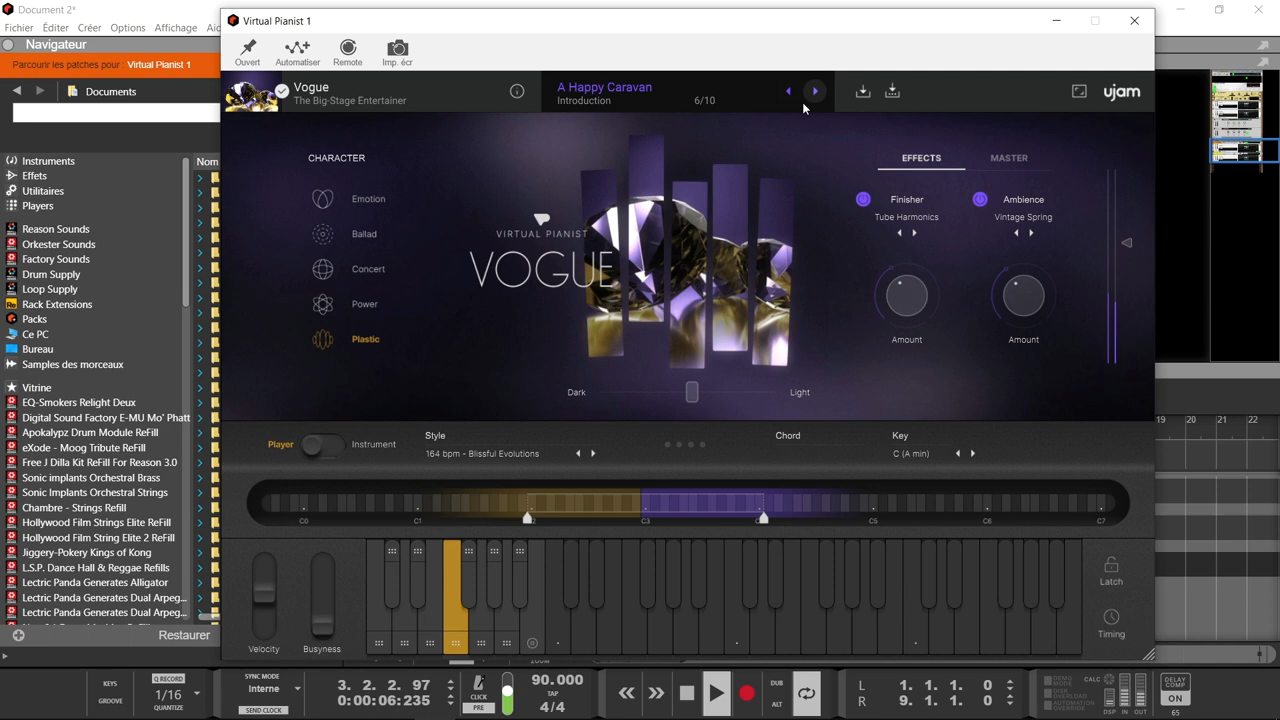 Document 2*
Fichier Éditer Créer Options Affichage
Navigateur
Parcourir les patches pour : Virtual Pianist 1
Documents
Nom
Instruments
Effets
Utilitaires
Players
Reason Sounds
Orkester Sounds
Factory Sounds
Drum Supply
Loop Supply
Rack Extensions
Packs
Ce PC
Bureau
Samples des morceaux
Vitrine
EQ-Smokers Relight Deux
Digital Sound Factory E-MU Mo' Phatt
Apokalypz Drum Module ReFill
eXode - Moog Tribute ReFill
Free J Dilla Kit ReFill For Reason 3.0
Sonic implants Orchestral Brass
Sonic Implants Orchestral Strings
Chambre - Strings Refill
Hollywood Film Strings Elite ReFill
Hollywood Film String Elite 2 ReFill
Jiggery-Pokery Kings of Kong
L.S.P. Dance Hall & Reggae Refills
Lectric Panda Generates Alligator
Lectric Panda Generates Dual Arpeg...
Lectric Panda Generates Dual Arpeg...
Restaurer
Virtual Pianist 1
Ouvert Automatiser Remote Imp. écr
Vogue
The Big-Stage Entertainer
A Happy Caravan
Introduction 6/10
ujam
CHARACTER
Emotion
Ballad
Concert
Power
Plastic
VIRTUAL PIANIST
VOGUE
Dark Light
EFFECTS MASTER
Finisher Ambience
Tube Harmonics Vintage Spring
Amount Amount
Player Instrument
Style
164 bpm - Blissful Evolutions
Chord
Key
C (A min)
C0 C1 C3 C5 C6 C7
Velocity Busyness
Latch
Timing
19 20 21 22
KEYS
GROOVE
Q RECORD
1/16
QUANTIZE
SYNC MODE
Interne
SEND CLOCK
3. 2. 2. 97
0:00:06:235
CLICK
PRE
90.000
TAP
4/4
DUB
ALT
L 1. 1. 1. 0
R 9. 1. 1. 0
CALC
DSP IN OUT
DELAY
COMP
ON
65